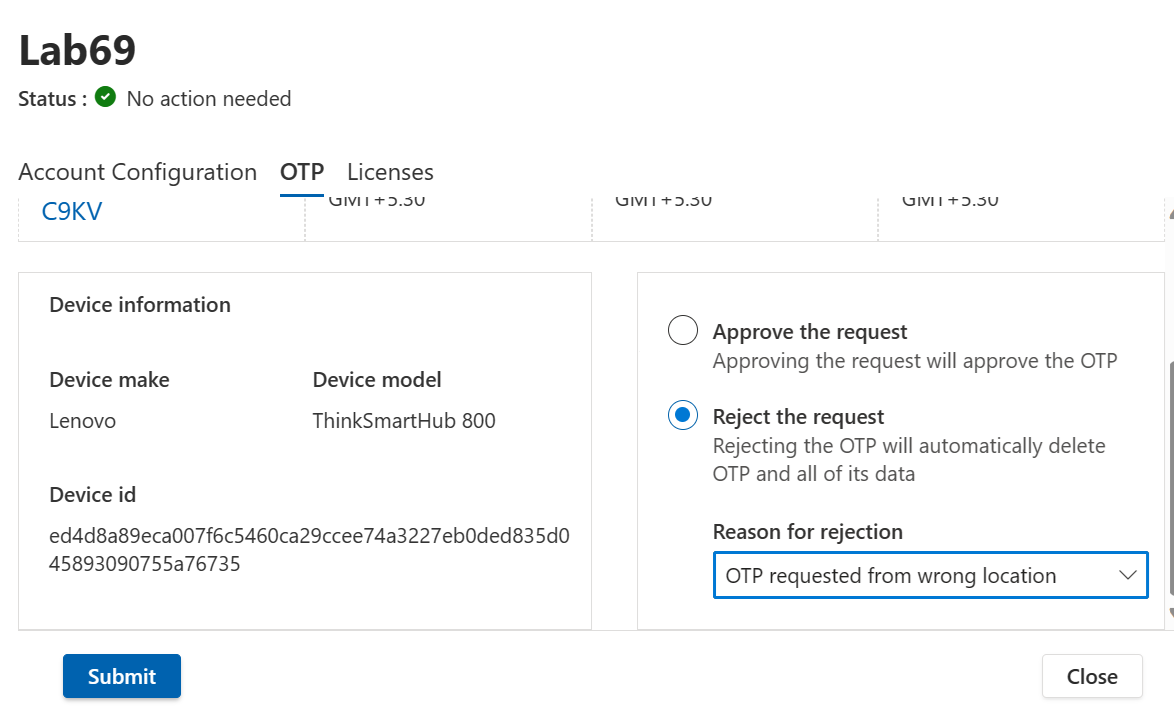 Lab69
Status : No action needed
Account Configuration OTP Licenses
C9KV GMT+5.30 GMT+5.30 GMT+5.30
Device information
Device make Device model
Lenovo ThinkSmartHub 800
Device id
ed4d8a89eca007f6c5460ca29ccee74a3227eb0ded835d0
45893090755a76735
Approve the request
Approving the request will approve the OTP
Reject the request
Rejecting the OTP will automatically delete
OTP and all of its data
Reason for rejection
OTP requested from wrong location
Submit Close